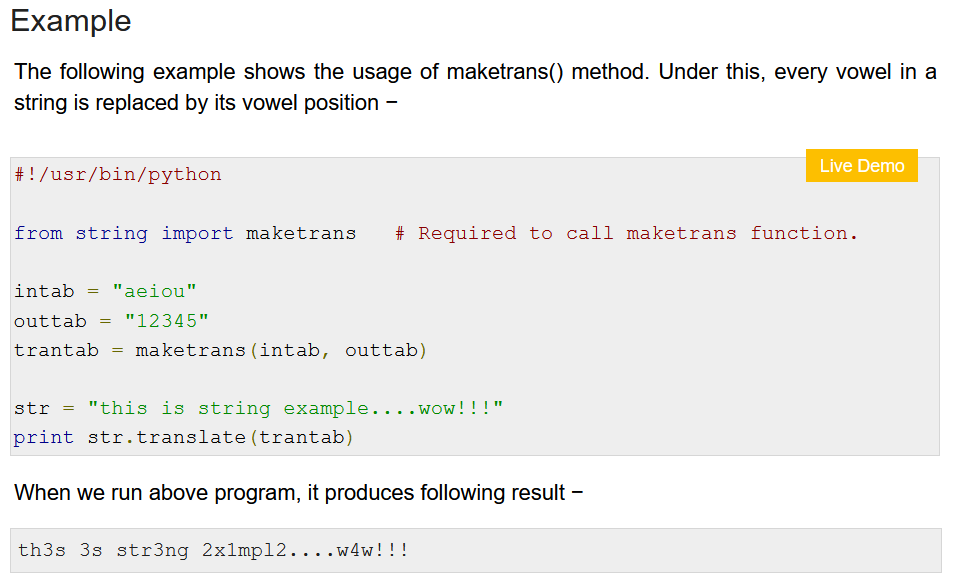 Example
The following example shows the usage of maketrans() method. Under this, every vowel in a
string is replaced by its vowel position −
Live Demo
#!/usr/bin/python
from string import maketrans   # Required to call maketrans function.
intab = "aeiou"
outtab = "12345"
trantab = maketrans(intab, outtab)
str = "this is string example....wow!!!"
print str.translate(trantab)
When we run above program, it produces following result −
th3s 3s str3ng 2x1mpl2....w4w!!!